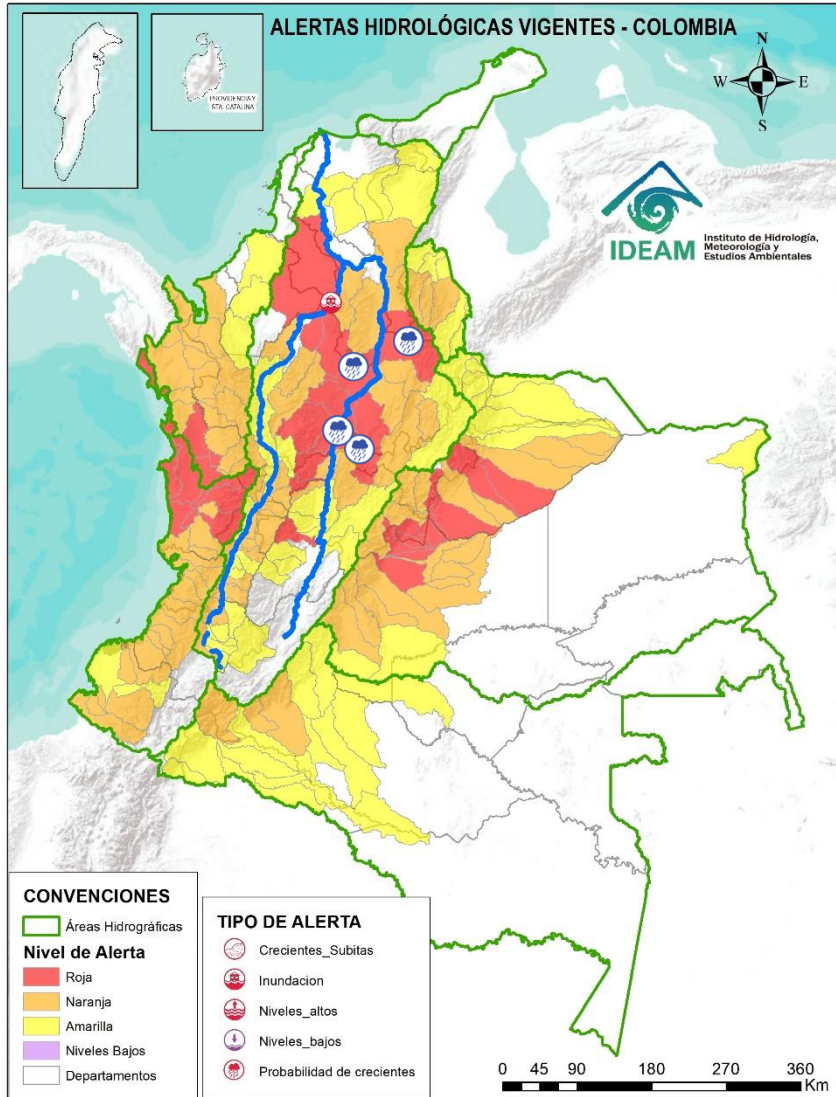 ALERTAS HIDROLÓGICAS VIGENTES - COLOMBIA
PROVIDENCIA Y
STA. CATALINA
N
W
E
S
IDEAM
Instituto de Hidrología,
Meteorología y
Estudios Ambientales
CONVENCIONES
Áreas Hidrográficas
Nivel de Alerta
Roja
Naranja
Amarilla
Niveles Bajos
Departamentos
TIPO DE ALERTA
Crecientes_Subitas
Inundacion
Niveles_altos
Niveles_bajos
Probabilidad de crecientes
0 45 90 180 270 360
Km